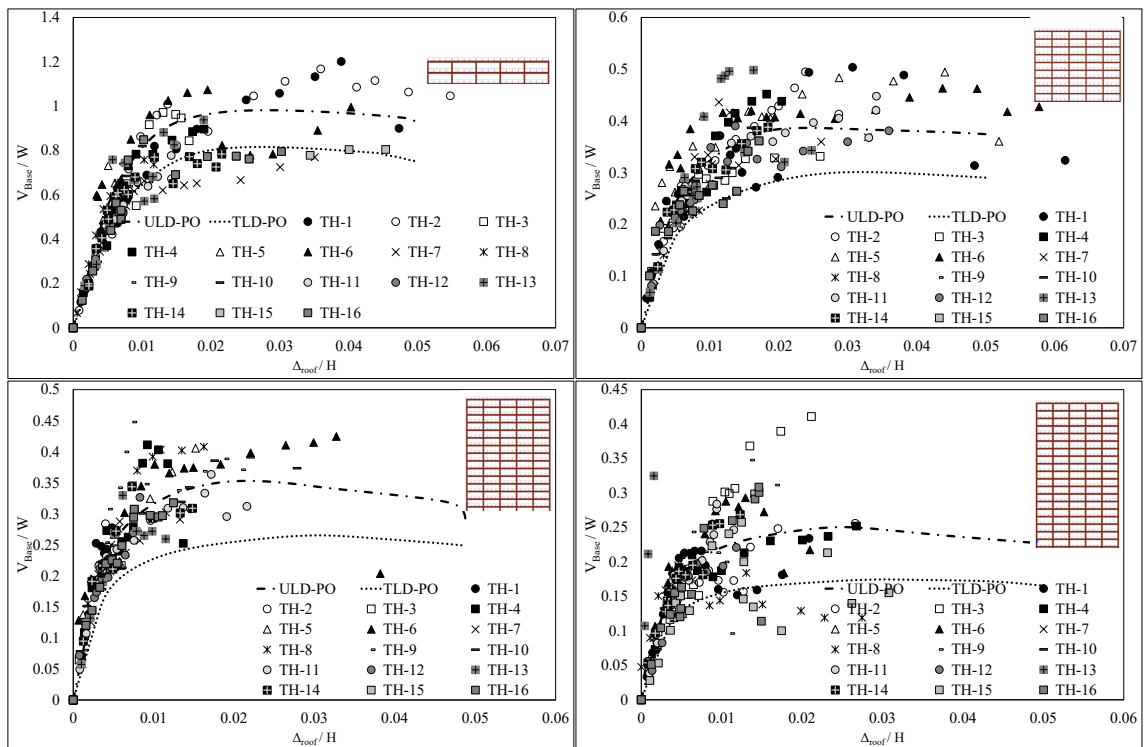 1.4
1.2
1
0.8
0.6
0.4
0.2
0
V_Base / W
ULD-PO TLD-PO TH-1
TH-2 TH-3
TH-4 TH-5 TH-6 TH-7 TH-8
TH-9 TH-10 TH-11 TH-12 TH-13
TH-14 TH-15 TH-16
0 0.01 0.02 0.03 0.04 0.05 0.06 0.07
Δroof / H
0.6
0.5
0.4
0.3
0.2
0.1
0
V_Base / W
ULD-PO TLD-PO TH-1
TH-2 TH-3 TH-4
TH-5 TH-6 TH-7
TH-8 TH-9 TH-10
TH-11 TH-12 TH-13
TH-14 TH-15 TH-16
0 0.01 0.02 0.03 0.04 0.05 0.06 0.07
Δroof / H
0.5
0.45
0.4
0.35
0.3
0.25
0.2
0.15
0.1
0.05
0
V_Base / W
ULD-PO TLD-PO TH-1
TH-2 TH-3 TH-4
TH-5 TH-6 TH-7
TH-8 TH-9 TH-10
TH-11 TH-12 TH-13
TH-14 TH-15 TH-16
0 0.01 0.02 0.03 0.04 0.05 0.06
Δroof / H
0.45
0.4
0.35
0.3
0.25
0.2
0.15
0.1
0.05
0
V_Base / W
ULD-PO TLD-PO TH-1
TH-2 TH-3 TH-4
TH-5 TH-6 TH-7
TH-8 TH-9 TH-10
TH-11 TH-12 TH-13
TH-14 TH-15 TH-16
0 0.01 0.02 0.03 0.04 0.05 0.06
Δroof / H